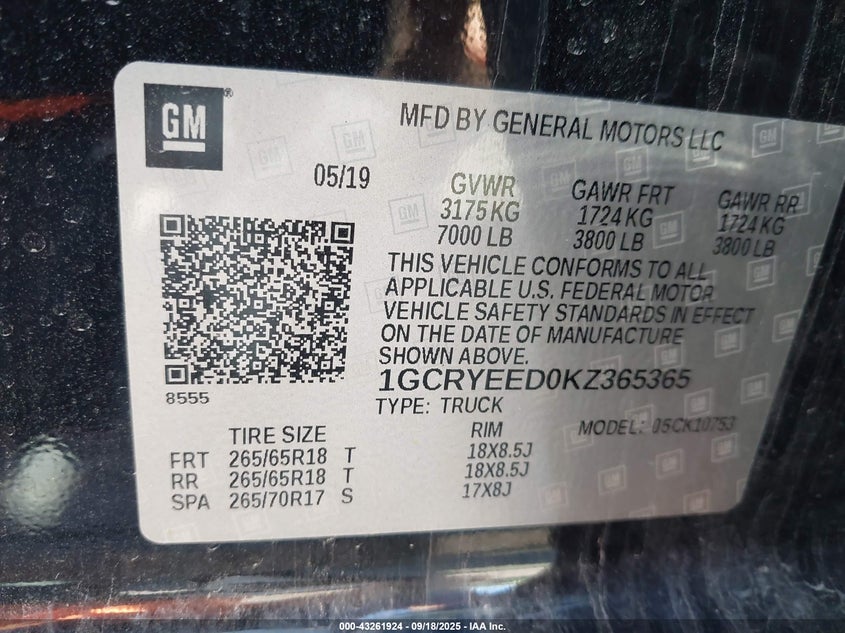 GM®
MFD BY GENERAL MOTORS LLC
05/19
GVWR GAWR FRT GAWR RR
3175 KG 1724 KG 1724 KG
7000 LB 3800 LB 3800 LB
THIS VEHICLE CONFORMS TO ALL
APPLICABLE U.S. FEDERAL MOTOR
VEHICLE SAFETY STANDARDS IN EFFECT
ON THE DATE OF MANUFACTURE
SHOWN ABOVE.
8555
1GCRYEED0KZ365365
TYPE: TRUCK
MODEL: 05CK10753
TIRE SIZE RIM
FRT 265/65R18 T 18X8.5J
RR 265/65R18 T 18X8.5J
SPA 265/70R17 S 17X8J
000-43261924 - 09/18/2025 - IAA Inc.